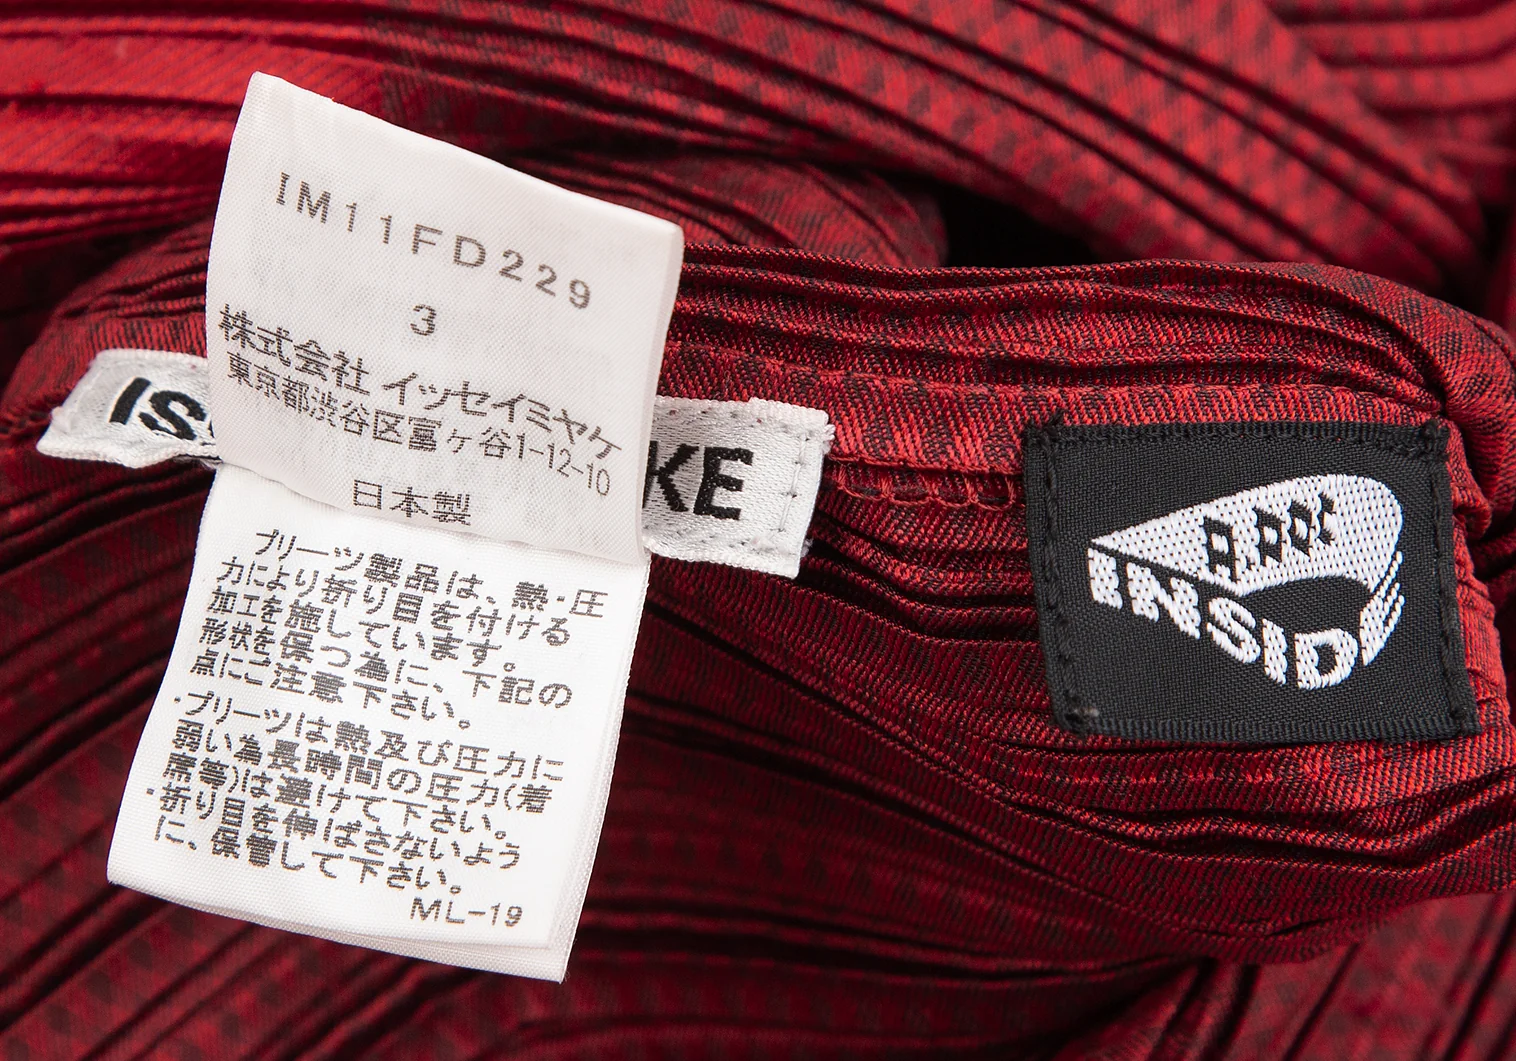 IM11FD229
3
株式会社 イッセイミヤケ
東京都渋谷区富ヶ谷1-12-10
日本製
IS
KE
プリーツ製品は、熱・圧
力により折り目を付ける
加工を施しています。
形状を保つ為に、下記の
点にご注意下さい。
・プリーツは熱及び圧力に
弱い為長時間の圧力(着
席等)は避けて下さい。
・折り目を伸ばさないよう
に、保管して下さい。
ML-19
INSIDE